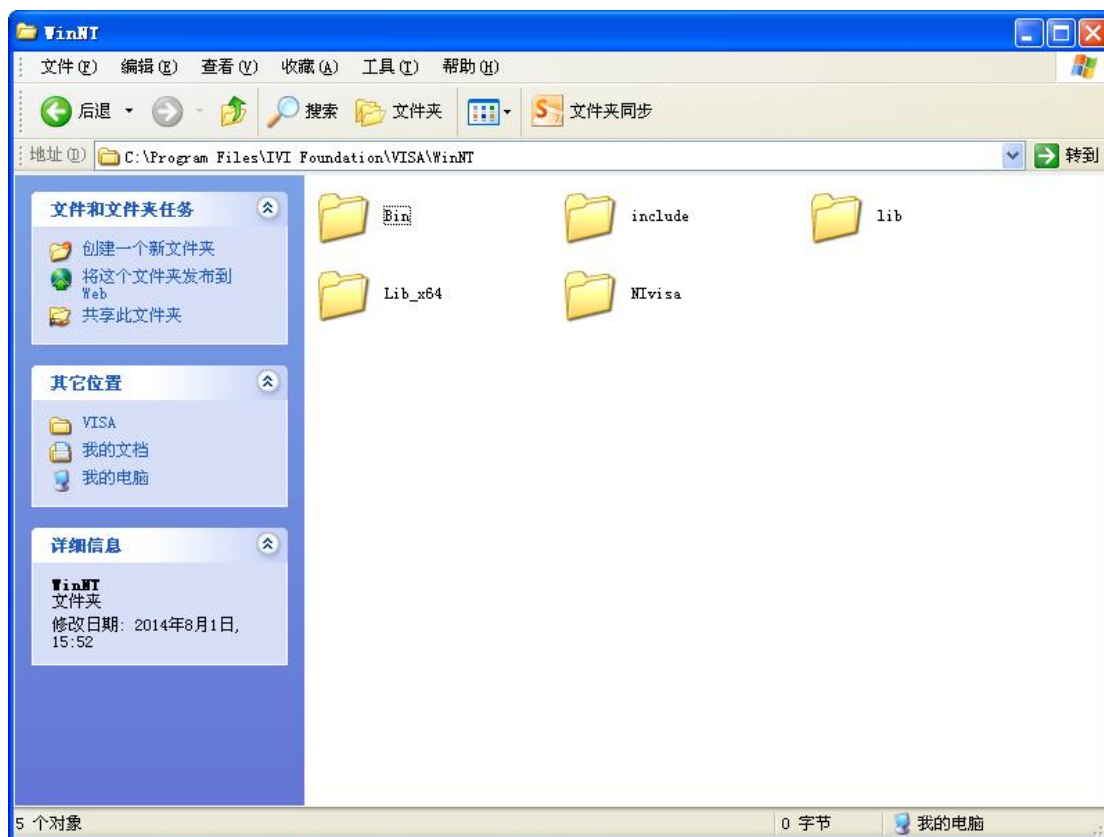 WinNT
文件(F) 编辑(E) 查看(V) 收藏(A) 工具(T) 帮助(H)
后退 搜索 文件夹 文件夹同步
地址(D) C:\Program Files\IVI Foundation\VISA\WinNT 转到
文件和文件夹任务
创建一个新文件夹
将这个文件夹发布到
Web
共享此文件夹
其它位置
VISA
我的文档
我的电脑
详细信息
WinNT
文件夹
修改日期: 2014年8月1日,
15:52
Bin include lib
Lib_x64 NIvisa
5 个对象 0 字节 我的电脑